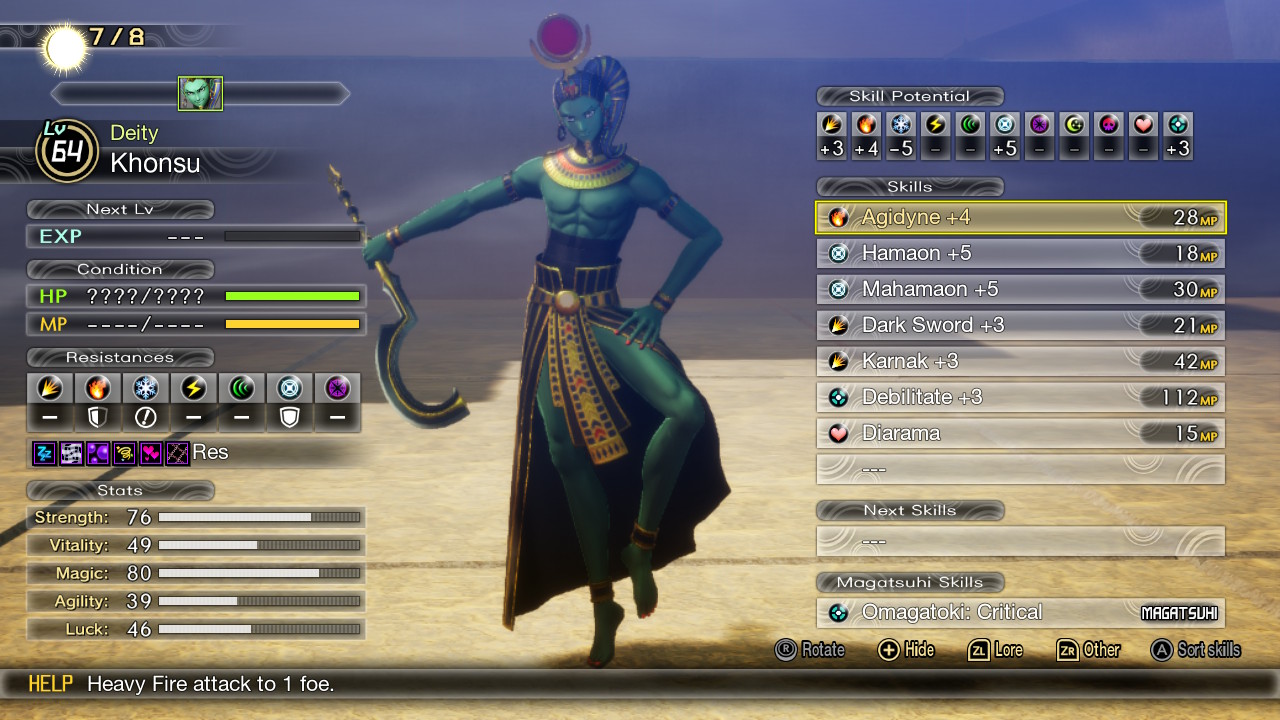 7/8
Lv 64
Deity
Khonsu
Next Lv
EXP ---
Condition
HP ????/????
MP ----/----
Resistances
– – – –
Res
Stats
Strength: 76
Vitality: 49
Magic: 80
Agility: 39
Luck: 46
Skill Potential
+3 +4 -5 – – +5 – – – – +3
Skills
Agidyne +4 28MP
Hamaon +5 18MP
Mahamaon +5 30MP
Dark Sword +3 21MP
Karnak +3 42MP
Debilitate +3 112MP
Diarama 15MP
---
Next Skills
---
Magatsuhi Skills
Omagatoki: Critical MAGATSUHI
R Rotate + Hide ZL Lore ZR Other A Sort skills
HELP Heavy Fire attack to 1 foe.